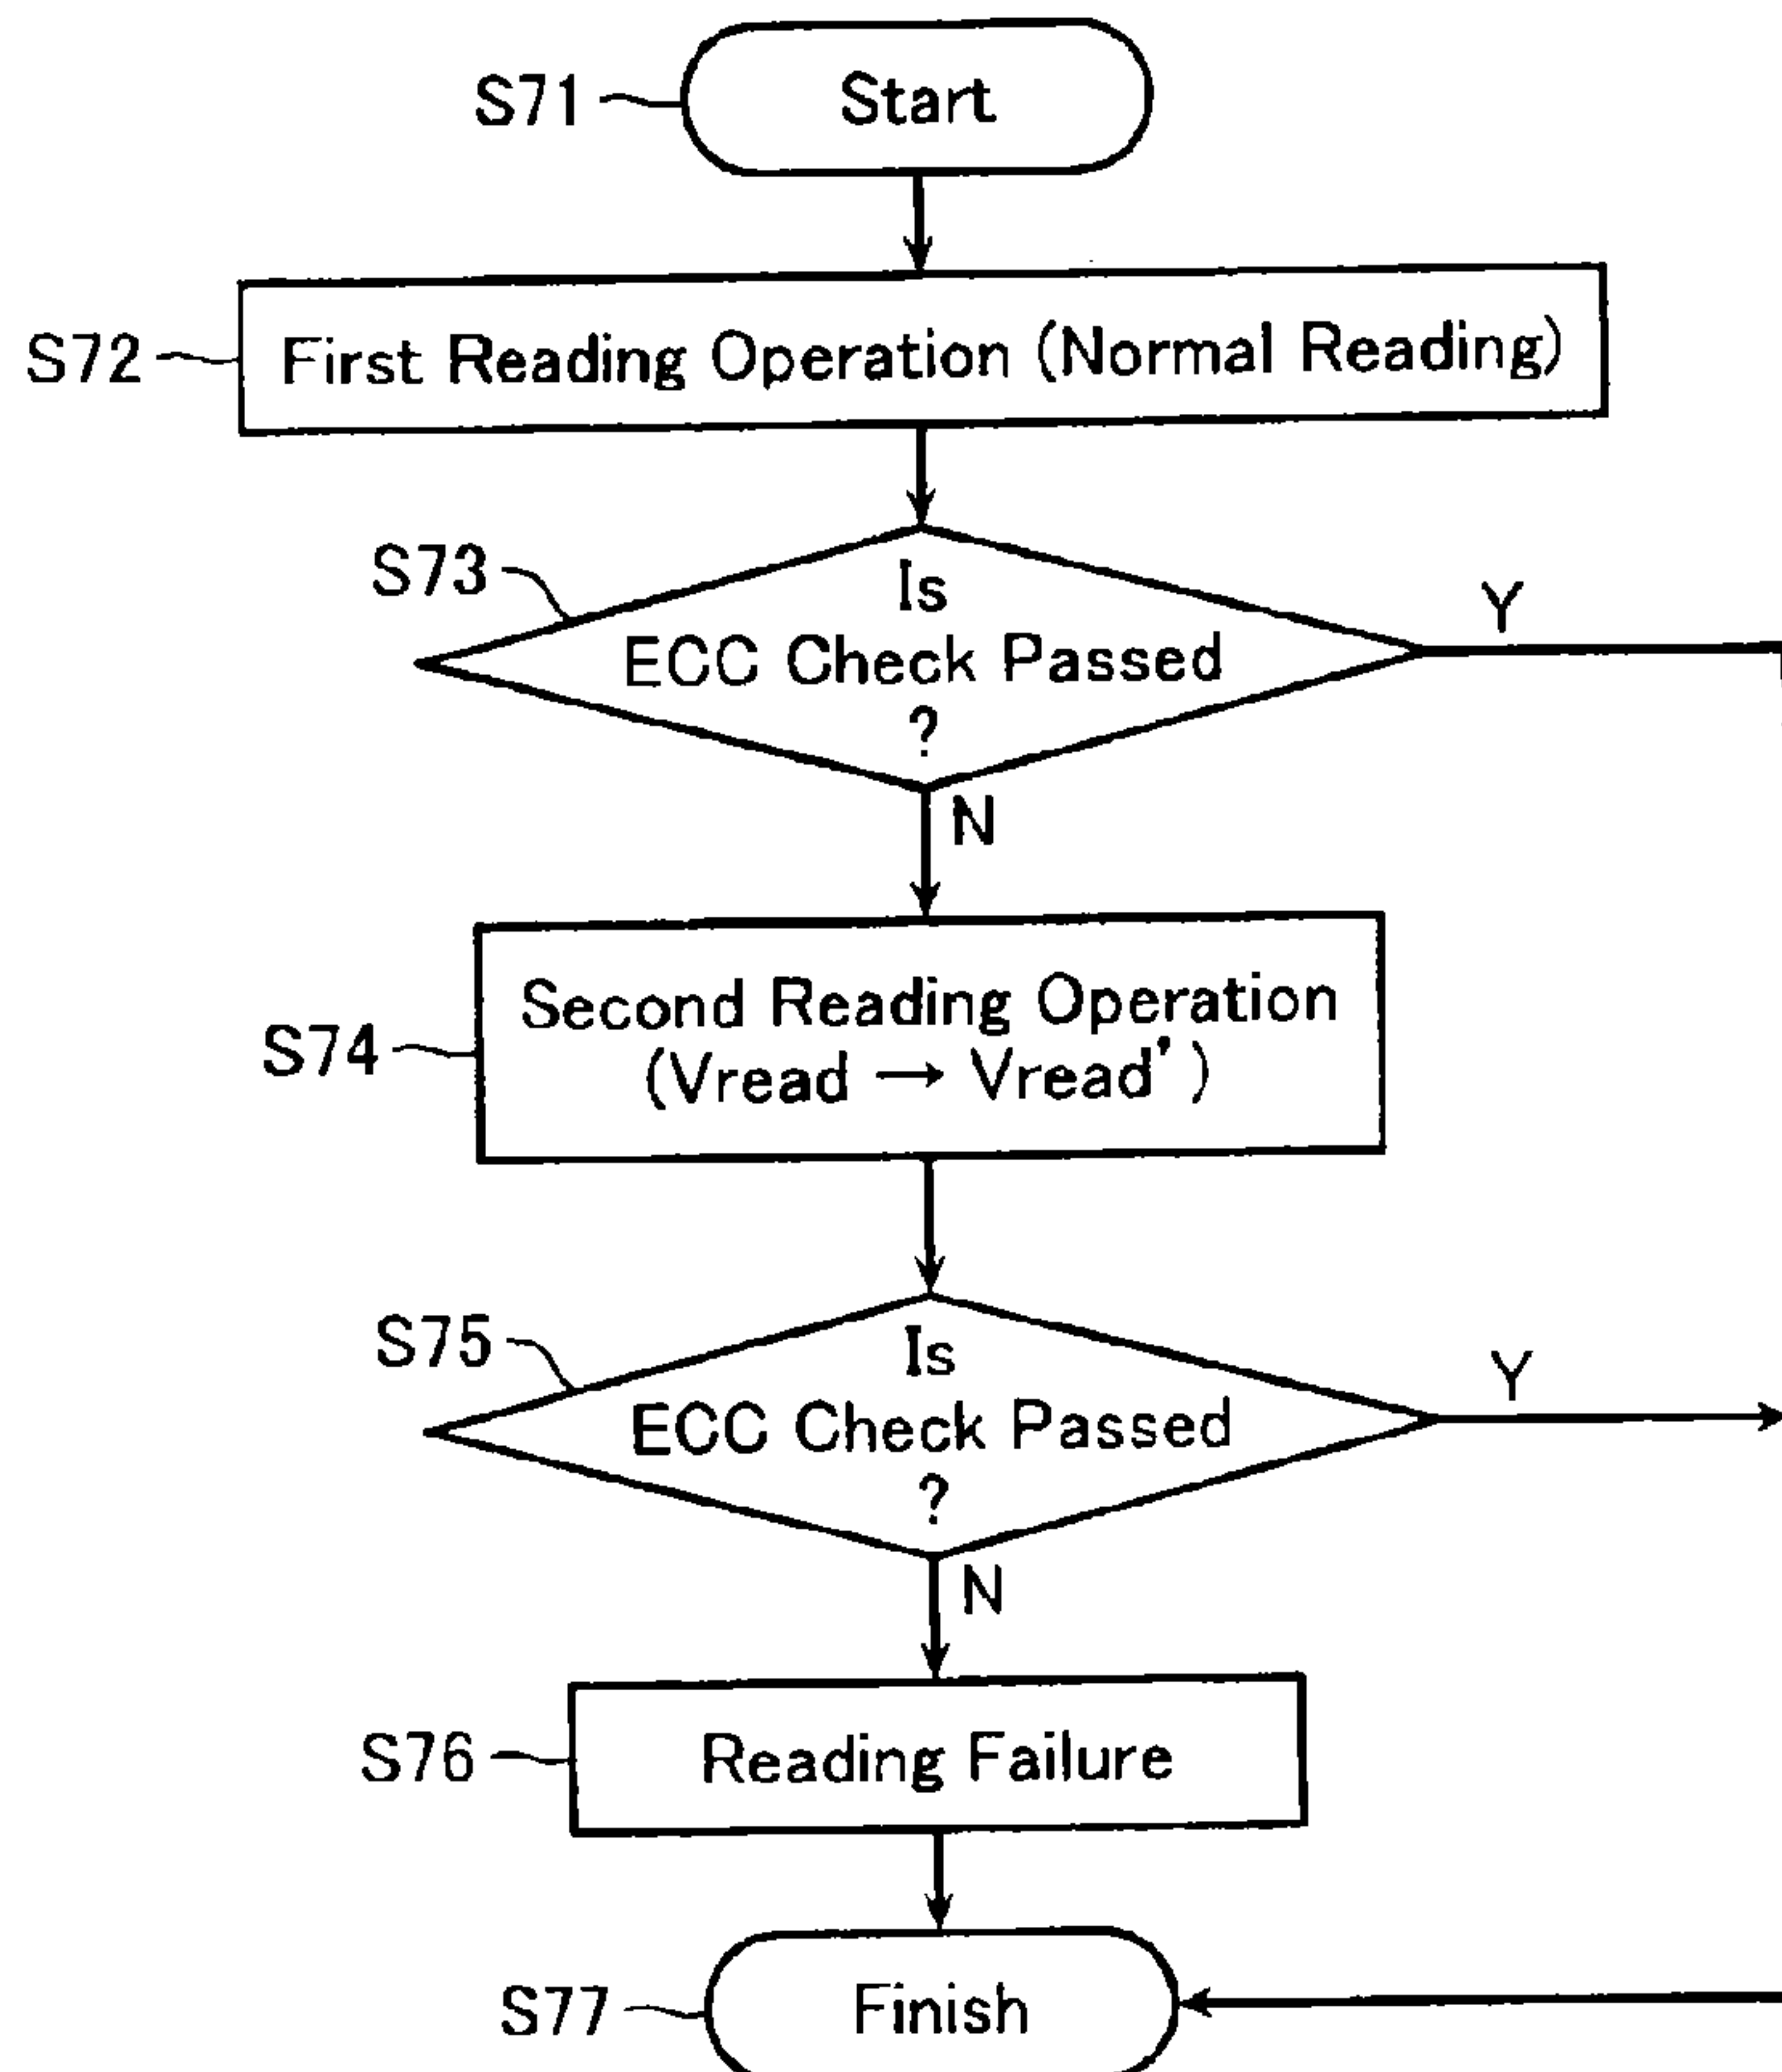 S71
Start
S72
First Reading Operation (Normal Reading)
S73
Is
ECC Check Passed
?
Y
N
S74
Second Reading Operation
(Vread → Vread')
S75
Is
ECC Check Passed
?
Y
N
S76
Reading Failure
S77
Finish